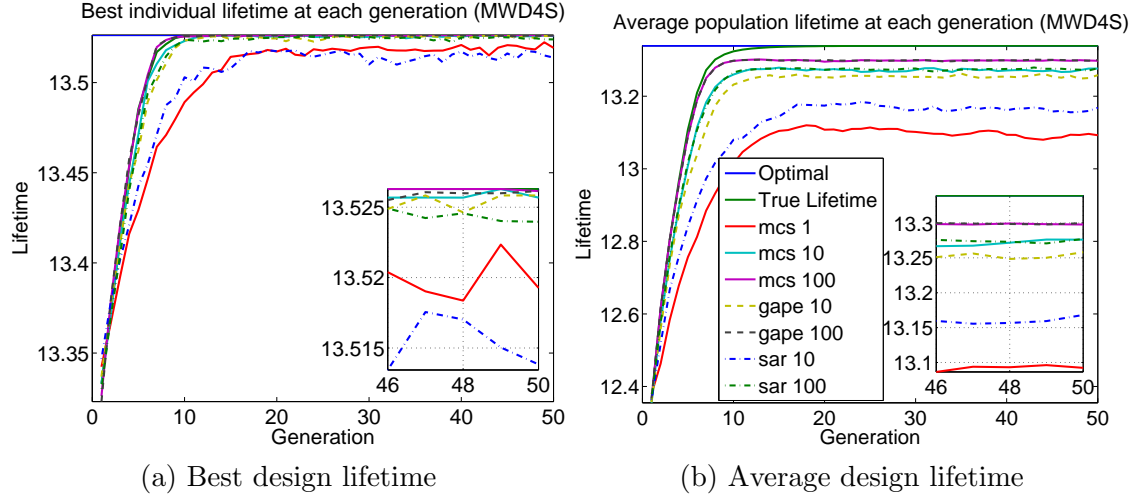 Best individual lifetime at each generation (MWD4S)
Lifetime
13.5
13.45
13.4
13.35
0
10
20
30
40
50
Generation
13.525
13.52
13.515
46
48
50
(a) Best design lifetime
Average population lifetime at each generation (MWD4S)
Lifetime
13.2
13
12.8
12.6
12.4
0
10
20
30
40
50
Generation
Optimal
True Lifetime
mcs 1
mcs 10
mcs 100
gape 10
gape 100
sar 10
sar 100
13.3
13.25
13.2
13.15
13.1
46
48
50
(b) Average design lifetime